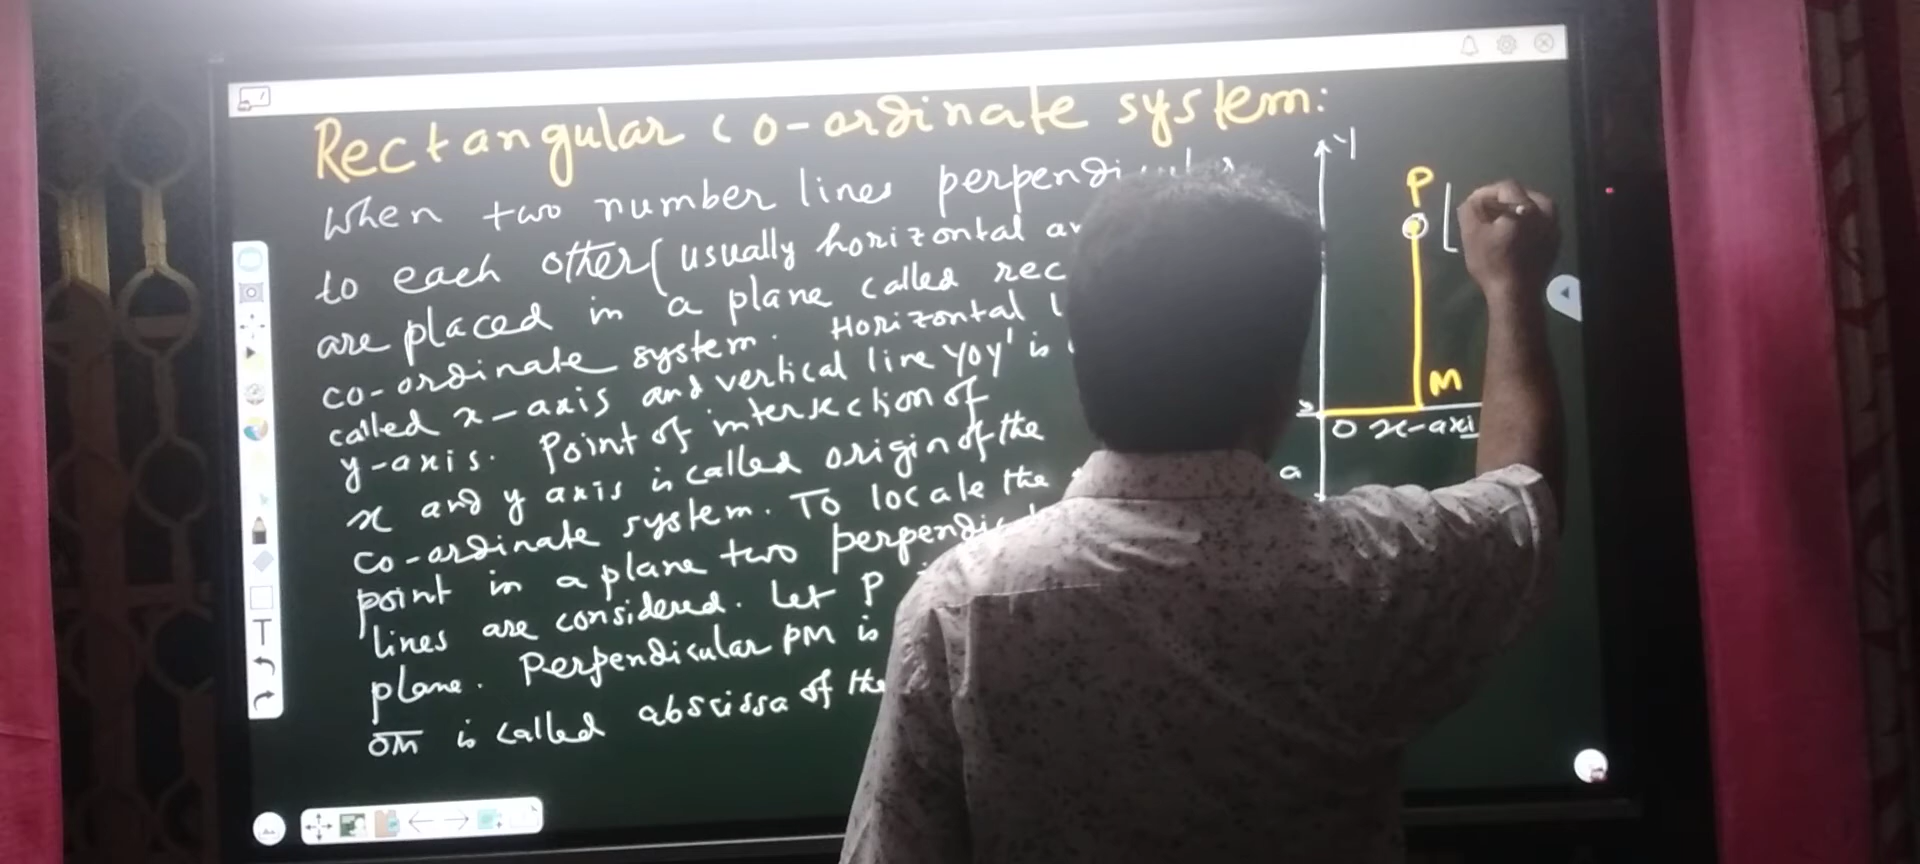 Rectangular co-ordinate system:
When two number lines
to each other (usually horizontal
are placed in a plane called
co-ordinate system. Horizontal
called x-axis and vertical line YOY' is
y-axis. Point of intersection of
x and y axis is called origin of the
co-ordinate system. To locate the
point in a plane two
lines are considered. Let P
plane. Perpendicular PM is
OM is called abscissa of the
Y
P
M
O x-axi
a
T